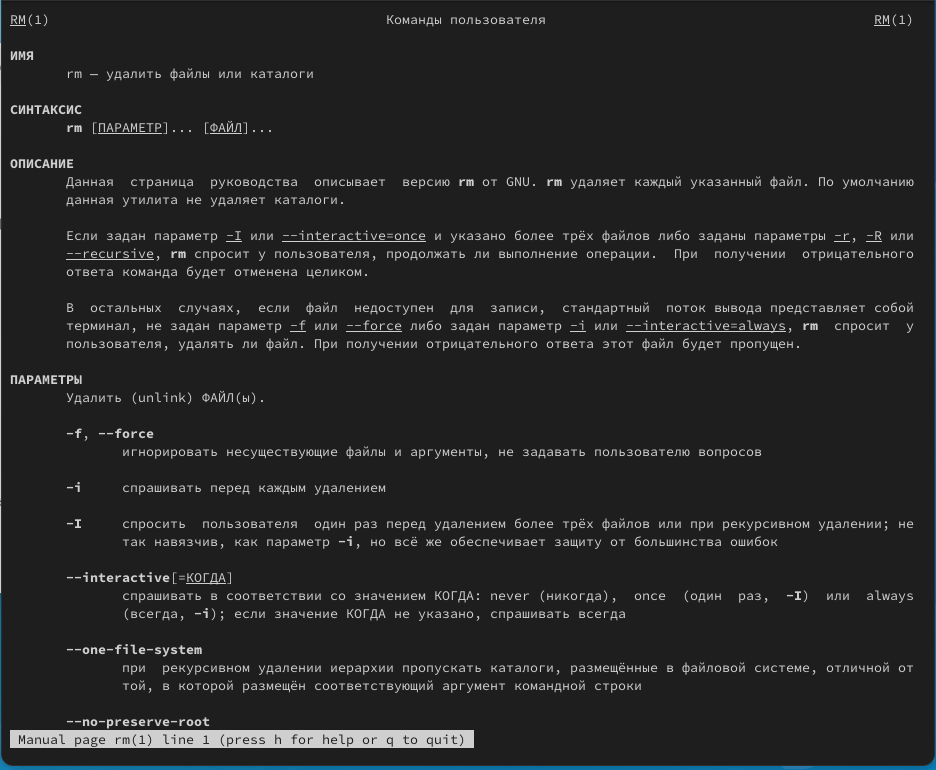 RM(1) Команды пользователя RM(1)
ИМЯ
rm — удалить файлы или каталоги
СИНТАКСИС
rm [ПАРАМЕТР]... [ФАЙЛ]...
ОПИСАНИЕ
Данная страница руководства описывает версию rm от GNU. rm удаляет каждый указанный файл. По умолчанию
данная утилита не удаляет каталоги.
Если задан параметр -I или --interactive=once и указано более трёх файлов либо заданы параметры -r, -R или
--recursive, rm спросит у пользователя, продолжать ли выполнение операции. При получении отрицательного
ответа команда будет отменена целиком.
В остальных случаях, если файл недоступен для записи, стандартный поток вывода представляет собой
терминал, не задан параметр -f или --force либо задан параметр -i или --interactive=always, rm спросит у
пользователя, удалять ли файл. При получении отрицательного ответа этот файл будет пропущен.
ПАРАМЕТРЫ
Удалить (unlink) ФАЙЛ(ы).
-f, --force
игнорировать несуществующие файлы и аргументы, не задавать пользователю вопросов
-i спрашивать перед каждым удалением
-I спросить пользователя один раз перед удалением более трёх файлов или при рекурсивном удалении; не
так навязчив, как параметр -i, но всё же обеспечивает защиту от большинства ошибок
--interactive[=КОГДА]
спрашивать в соответствии со значением КОГДА: never (никогда), once (один раз, -I) или always
(всегда, -i); если значение КОГДА не указано, спрашивать всегда
--one-file-system
при рекурсивном удалении иерархии пропускать каталоги, размещённые в файловой системе, отличной от
той, в которой размещён соответствующий аргумент командной строки
--no-preserve-root
Manual page rm(1) line 1 (press h for help or q to quit)